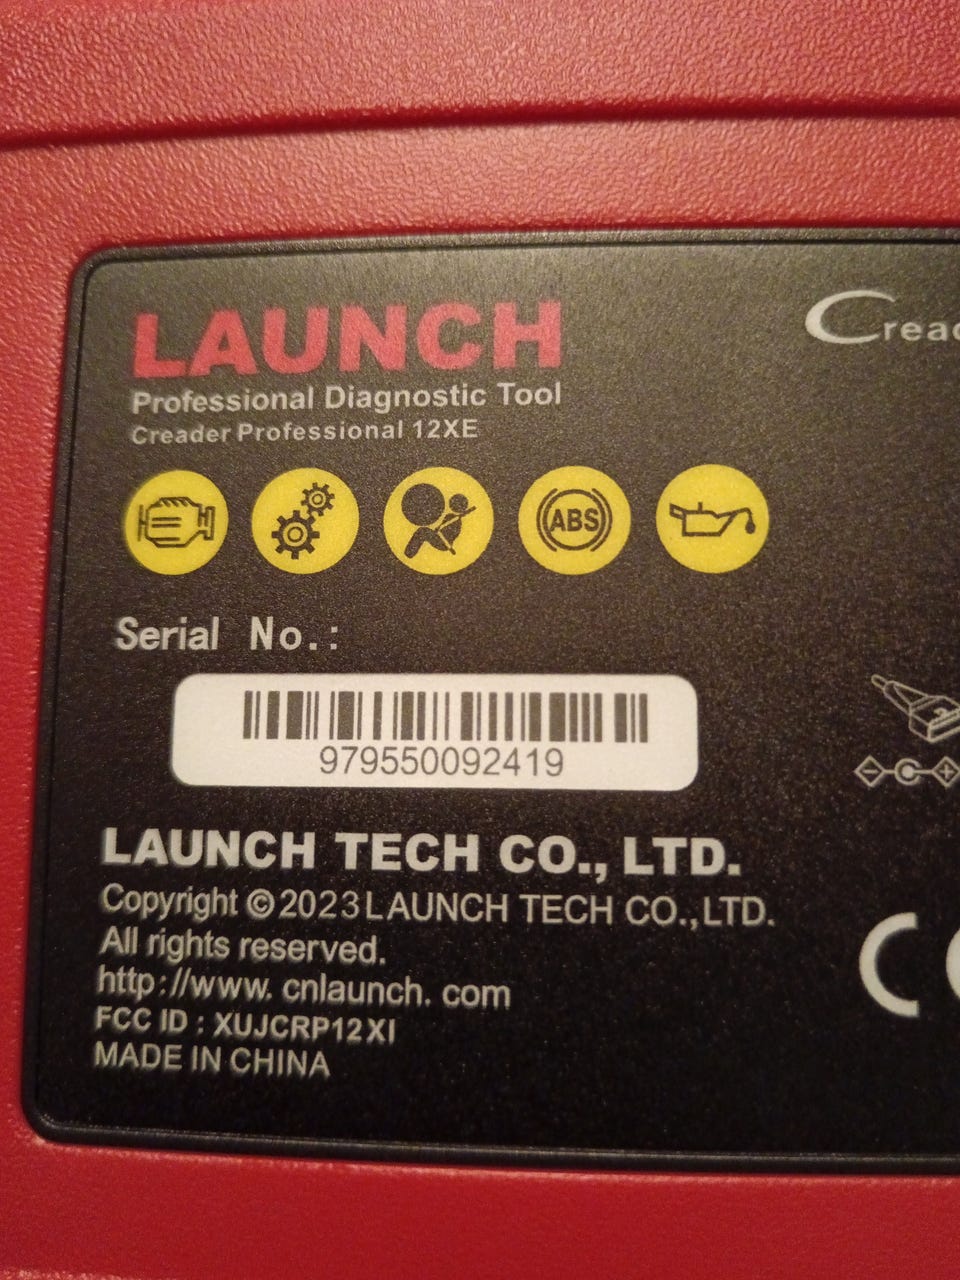 LAUNCH
Professional Diagnostic Tool
Creader Professional 12XE
ABS
Serial No.:
979550092419
LAUNCH TECH CO., LTD.
Copyright © 2023 LAUNCH TECH CO.,LTD.
All rights reserved.
http://www. cnlaunch. com
FCC ID : XUJCRP12XI
MADE IN CHINA